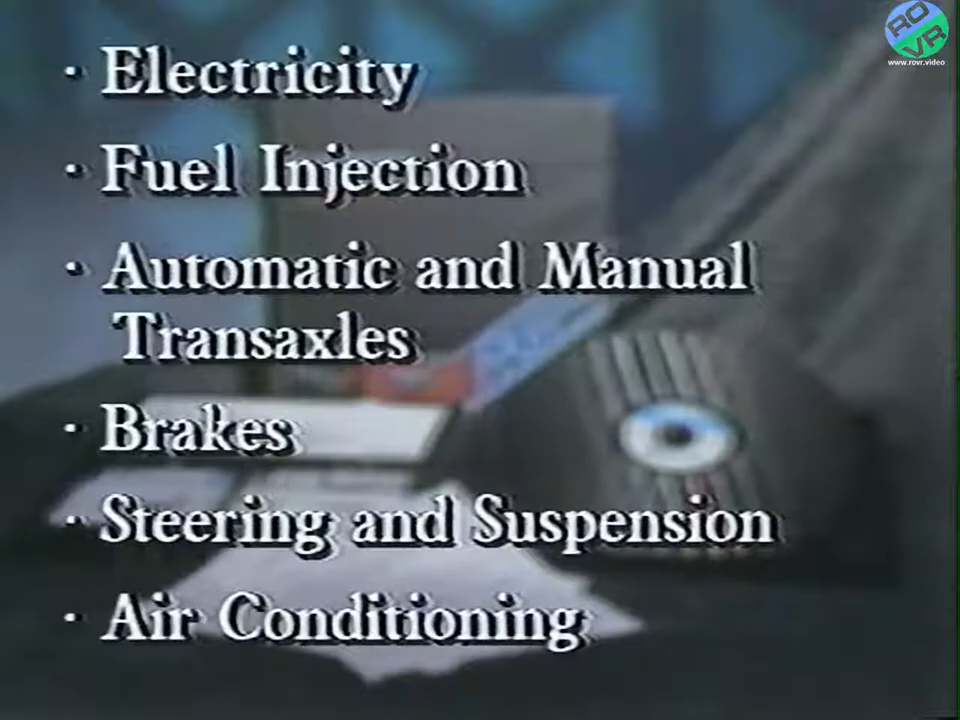 RO
VR
www.rovr.video
· Electricity
· Fuel Injection
· Automatic and Manual
Transaxles
· Brakes
· Steering and Suspension
· Air Conditioning